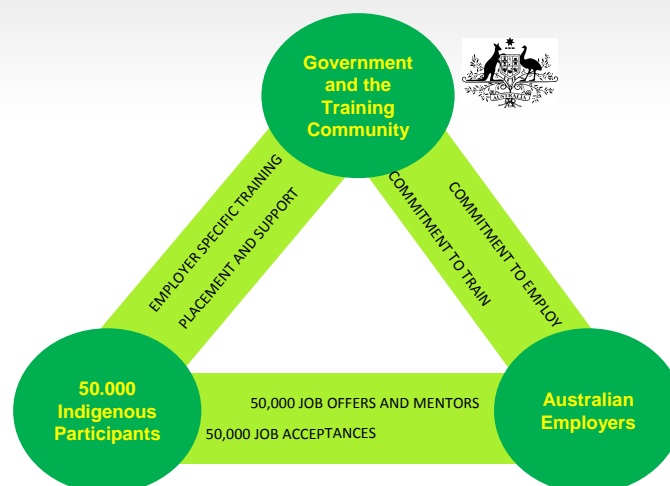 Government
and the
Training
Community
AUSTRALIA
EMPLOYER SPECIFIC TRAINING
PLACEMENT AND SUPPORT
COMMITMENT TO TRAIN
COMMITMENT TO EMPLOY
50.000
Indigenous
Participants
50,000 JOB OFFERS AND MENTORS
50,000 JOB ACCEPTANCES
Australian
Employers